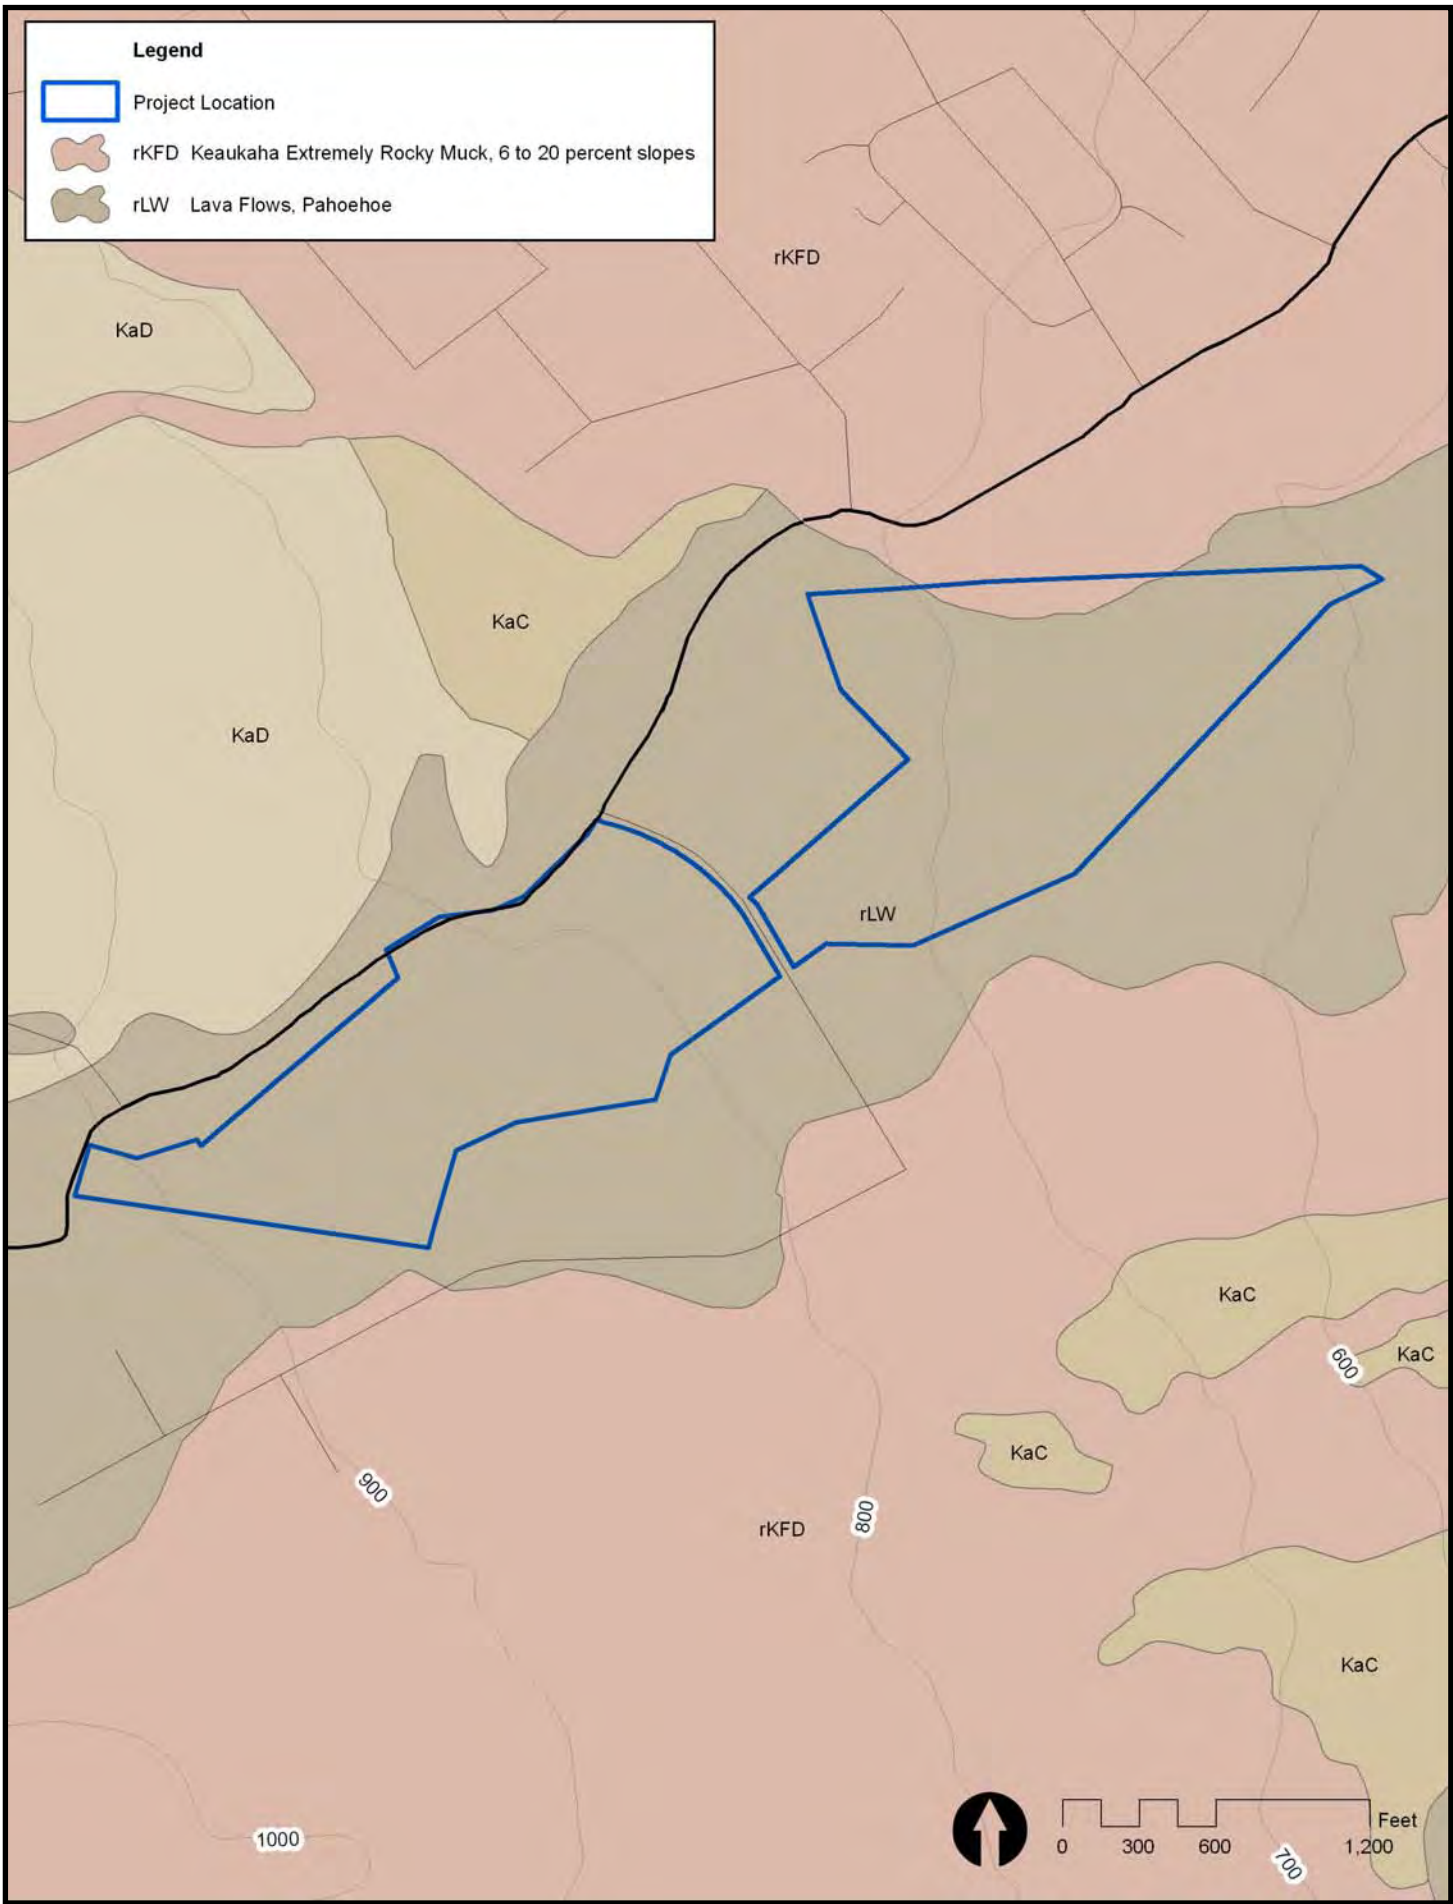 Legend
Project Location
rKFD Keaukaha Extremely Rocky Muck, 6 to 20 percent slopes
rLW Lava Flows, Pahoehoe
rKFD
KaD
KaC
KaD
rLW
KaC
KaC
600
KaC
900
800
rKFD
KaC
1000
Feet
0 300 600 1,200
700